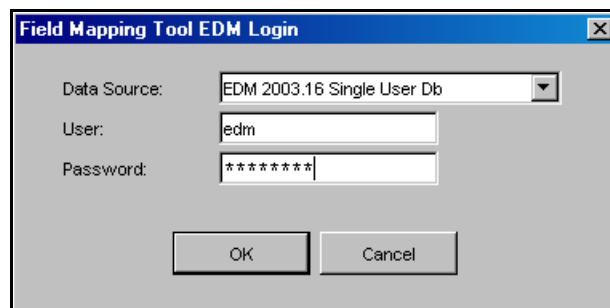 Field Mapping Tool EDM Login
Data Source: EDM 2003.16 Single User Db
User: edm
Password: ********
OK Cancel